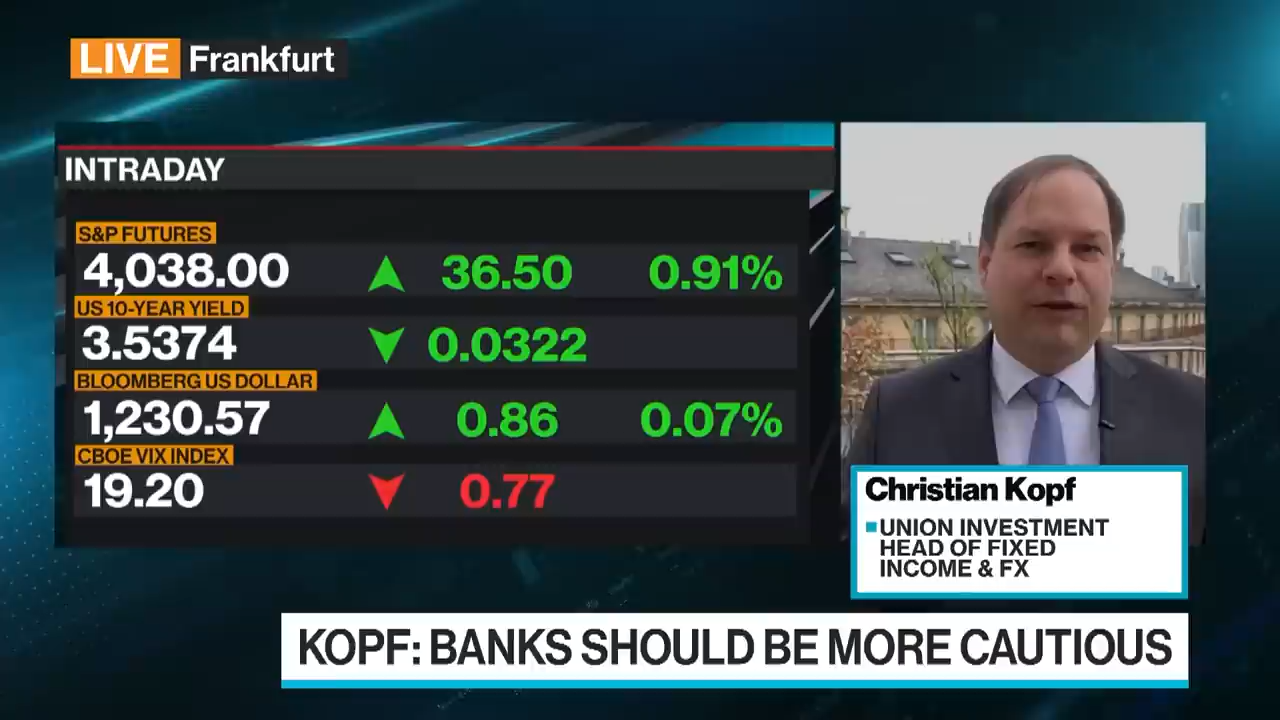 LIVE Frankfurt
INTRADAY
S&P FUTURES
4,038.00 ▲ 36.50 0.91%
US 10-YEAR YIELD
3.5374 ▼ 0.0322
BLOOMBERG US DOLLAR
1,230.57 ▲ 0.86 0.07%
CBOE VIX INDEX
19.20 ▼ 0.77
Christian Kopf
UNION INVESTMENT
HEAD OF FIXED
INCOME & FX
KOPF: BANKS SHOULD BE MORE CAUTIOUS